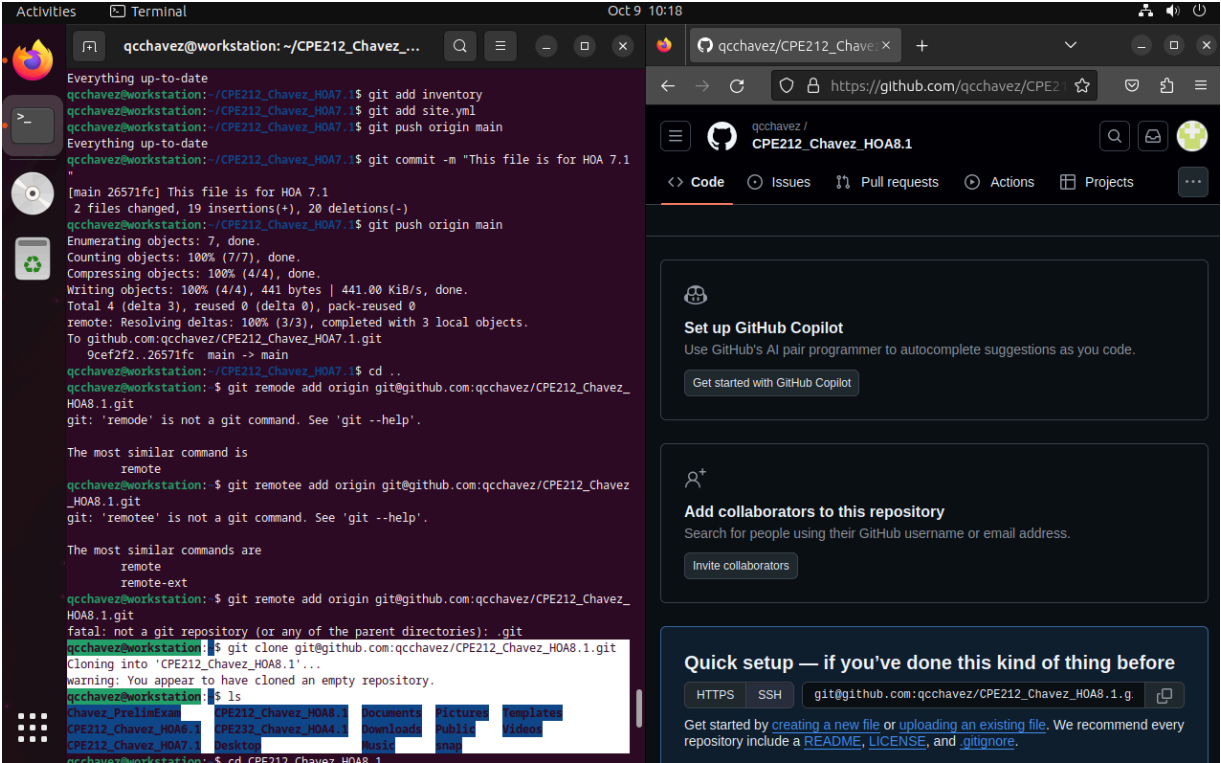 Activities
Terminal
Oct 9 10:18
qcchavez@workstation: ~/CPE212_Chavez_...
Everything up-to-date
qcchavez@workstation:~/CPE212_Chavez_HOA7.1$ git add inventory
qcchavez@workstation:~/CPE212_Chavez_HOA7.1$ git add site.yml
qcchavez@workstation:~/CPE212_Chavez_HOA7.1$ git push origin main
Everything up-to-date
qcchavez@workstation:~/CPE212_Chavez_HOA7.1$ git commit -m "This file is for HOA 7.1
"
[main 26571fc] This file is for HOA 7.1
 2 files changed, 19 insertions(+), 20 deletions(-)
qcchavez@workstation:~/CPE212_Chavez_HOA7.1$ git push origin main
Enumerating objects: 7, done.
Counting objects: 100% (7/7), done.
Compressing objects: 100% (4/4), done.
Writing objects: 100% (4/4), 441 bytes | 441.00 KiB/s, done.
Total 4 (delta 3), reused 0 (delta 0), pack-reused 0
remote: Resolving deltas: 100% (3/3), completed with 3 local objects.
To github.com:qcchavez/CPE212_Chavez_HOA7.1.git
   9cef2f2..26571fc  main -> main
qcchavez@workstation:~/CPE212_Chavez_HOA7.1$ cd ..
qcchavez@workstation:~$ git remode add origin git@github.com:qcchavez/CPE212_Chavez_
HOA8.1.git
git: 'remode' is not a git command. See 'git --help'.
The most similar command is
        remote
qcchavez@workstation:~$ git remotee add origin git@github.com:qcchavez/CPE212_Chavez
_HOA8.1.git
git: 'remotee' is not a git command. See 'git --help'.
The most similar commands are
        remote
        remote-ext
qcchavez@workstation:~$ git remote add origin git@github.com:qcchavez/CPE212_Chavez_
HOA8.1.git
fatal: not a git repository (or any of the parent directories): .git
qcchavez@workstation:~$ git clone git@github.com:qcchavez/CPE212_Chavez_HOA8.1.git
Cloning into 'CPE212_Chavez_HOA8.1'...
warning: You appear to have cloned an empty repository.
qcchavez@workstation:~$ ls
Chavez_PrelimExam    CPE212_Chavez_HOA8.1  Documents  Pictures  Templates
CPE212_Chavez_HOA6.1  CPE232_Chavez_HOA4.1  Downloads  Public    Videos
CPE212_Chavez_HOA7.1  Desktop               Music      snap
qcchavez@workstation:~$ cd CPE212_Chavez_HOA8.1
qcchavez/CPE212_Chave
https://github.com/qcchavez/CPE21
qcchavez /
CPE212_Chavez_HOA8.1
Code
Issues
Pull requests
Actions
Projects
Set up GitHub Copilot
Use GitHub's AI pair programmer to autocomplete suggestions as you code.
Get started with GitHub Copilot
Add collaborators to this repository
Search for people using their GitHub username or email address.
Invite collaborators
Quick setup — if you've done this kind of thing before
HTTPS SSH git@github.com:qcchavez/CPE212_Chavez_HOA8.1.g
Get started by creating a new file or uploading an existing file. We recommend every
repository include a README, LICENSE, and .gitignore.